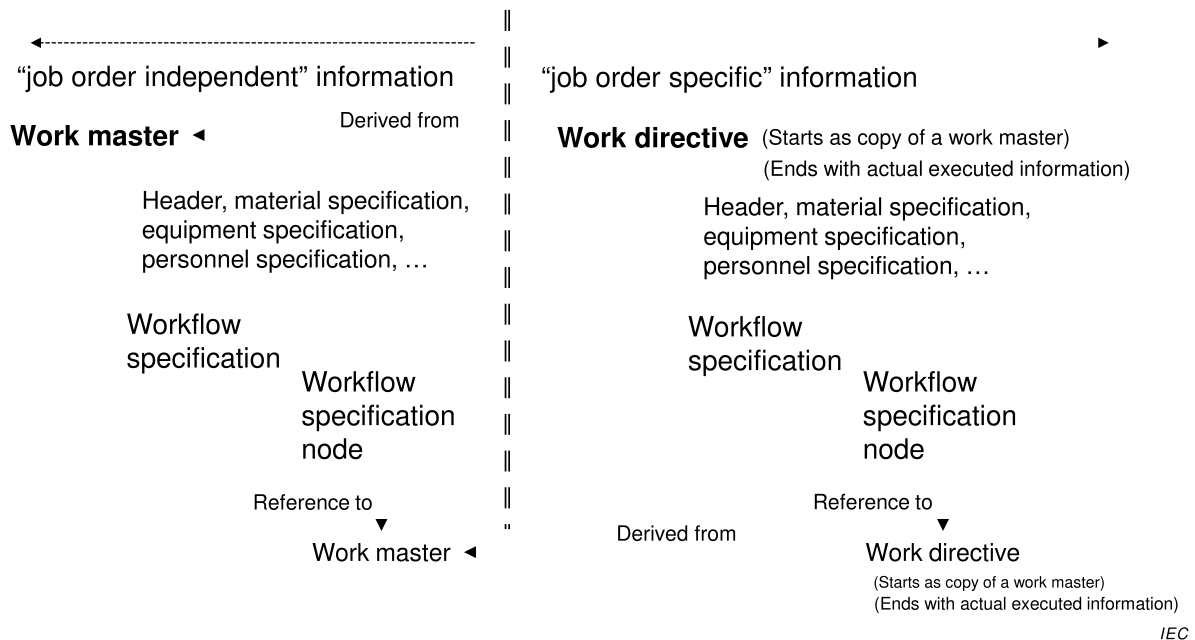 “job order independent” information
“job order specific” information
Derived from
Work master
Work directive (Starts as copy of a work master)
(Ends with actual executed information)
Header, material specification,
equipment specification,
personnel specification, …
Header, material specification,
equipment specification,
personnel specification, …
Workflow
specification
Workflow
specification
node
Workflow
specification
Workflow
specification
node
Reference to
Work master
Reference to
Derived from
Work directive
(Starts as copy of a work master)
(Ends with actual executed information)
IEC